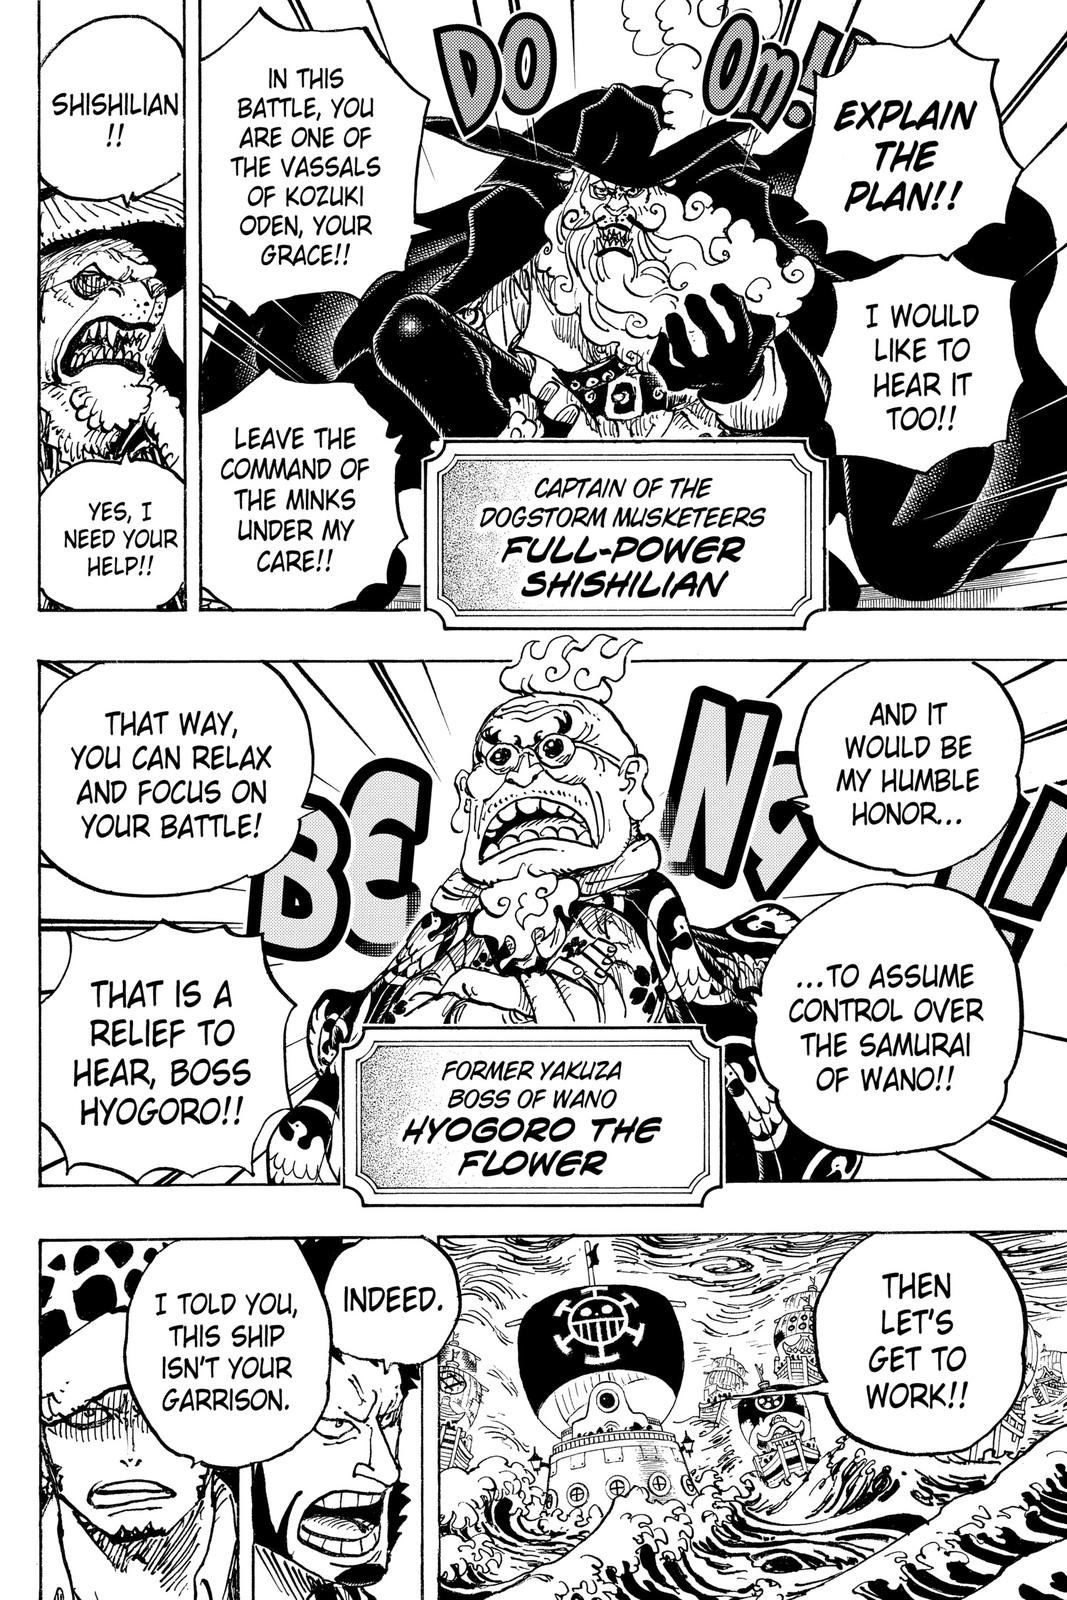 EXPLAIN
THE
PLAN!!
I WOULD
LIKE TO
HEAR IT
TOO!!
DOOM!!
IN THIS
BATTLE, YOU
ARE ONE OF
THE VASSALS
OF KOZUKI
ODEN, YOUR
GRACE!!
LEAVE THE
COMMAND OF
THE MINKS
UNDER MY
CARE!!
CAPTAIN OF THE
DOGSTORM MUSKETEERS
FULL-POWER
SHISHILIAN
SHISHILIAN
!!
YES, I
NEED YOUR
HELP!!
AND IT
WOULD BE
MY HUMBLE
HONOR...
...TO ASSUME
CONTROL OVER
THE SAMURAI
OF WANO!!
BE
THAT WAY,
YOU CAN RELAX
AND FOCUS ON
YOUR BATTLE!
THAT IS A
RELIEF TO
HEAR, BOSS
HYOGORO!!
FORMER YAKUZA
BOSS OF WANO
HYOGORO THE
FLOWER
THEN
LET'S
GET TO
WORK!!
INDEED.
I TOLD YOU,
THIS SHIP
ISN'T YOUR
GARRISON.